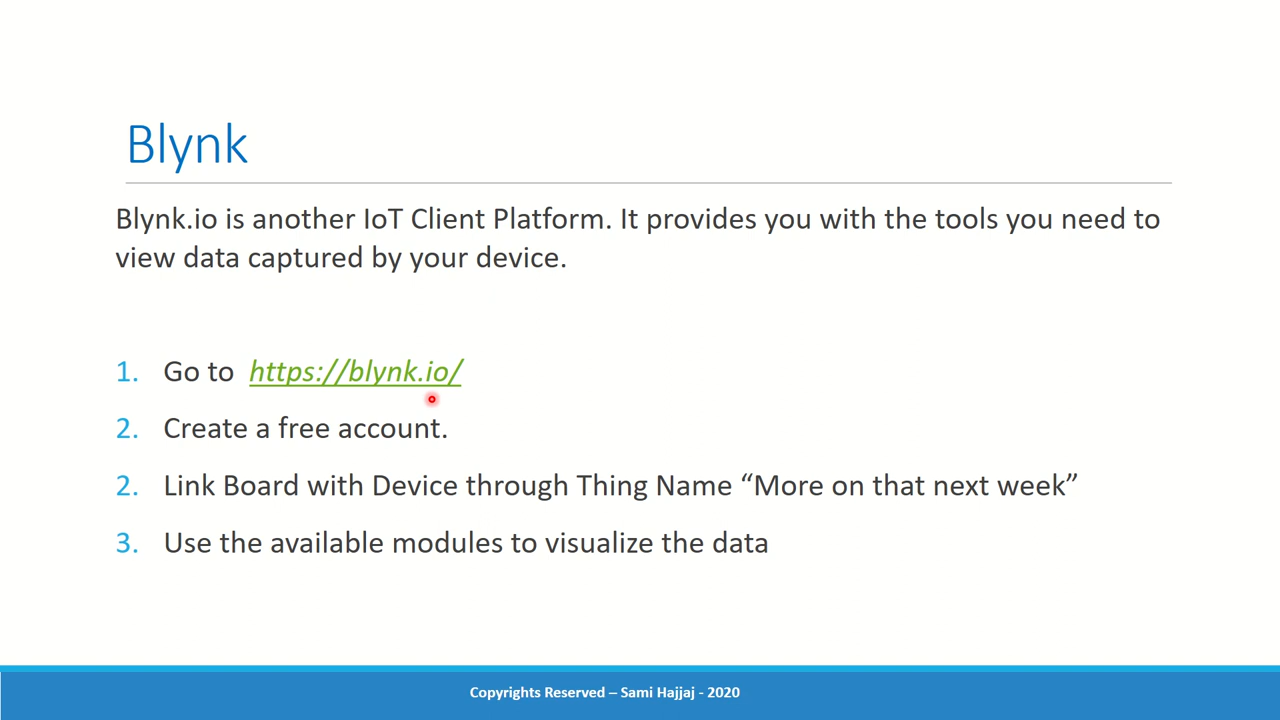 Blynk
Blynk.io is another IoT Client Platform. It provides you with the tools you need to
view data captured by your device.
1. Go to https://blynk.io/
2. Create a free account.
2. Link Board with Device through Thing Name “More on that next week”
3. Use the available modules to visualize the data
Copyrights Reserved – Sami Hajjaj - 2020